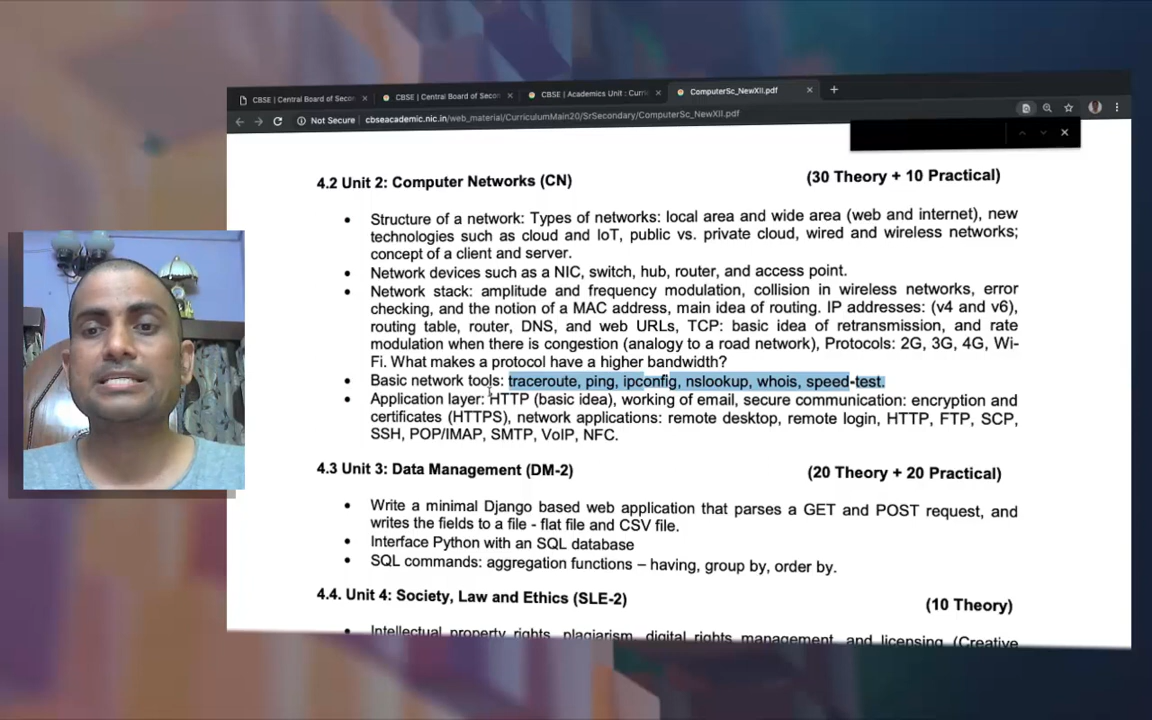 CBSE | Central Board of Secon
CBSE | Central Board of Secon
CBSE | Academics Unit : Curri
ComputerSc_NewXII.pdf
Not Secure | cbseacademic.nic.in/web_material/CurriculumMain20/SrSecondary/ComputerSc_NewXII.pdf
4.2 Unit 2: Computer Networks (CN) (30 Theory + 10 Practical)
• Structure of a network: Types of networks: local area and wide area (web and internet), new
technologies such as cloud and IoT, public vs. private cloud, wired and wireless networks;
concept of a client and server.
• Network devices such as a NIC, switch, hub, router, and access point.
• Network stack: amplitude and frequency modulation, collision in wireless networks, error
checking, and the notion of a MAC address, main idea of routing. IP addresses: (v4 and v6),
routing table, router, DNS, and web URLs, TCP: basic idea of retransmission, and rate
modulation when there is congestion (analogy to a road network), Protocols: 2G, 3G, 4G, Wi-
Fi. What makes a protocol have a higher bandwidth?
• Basic network tools: traceroute, ping, ipconfig, nslookup, whois, speed-test.
• Application layer: HTTP (basic idea), working of email, secure communication: encryption and
certificates (HTTPS), network applications: remote desktop, remote login, HTTP, FTP, SCP,
SSH, POP/IMAP, SMTP, VoIP, NFC.
4.3 Unit 3: Data Management (DM-2) (20 Theory + 20 Practical)
• Write a minimal Django based web application that parses a GET and POST request, and
writes the fields to a file - flat file and CSV file.
• Interface Python with an SQL database
• SQL commands: aggregation functions – having, group by, order by.
4.4. Unit 4: Society, Law and Ethics (SLE-2) (10 Theory)
• Intellectual property rights, plagiarism, digital rights management, and licensing (Creative